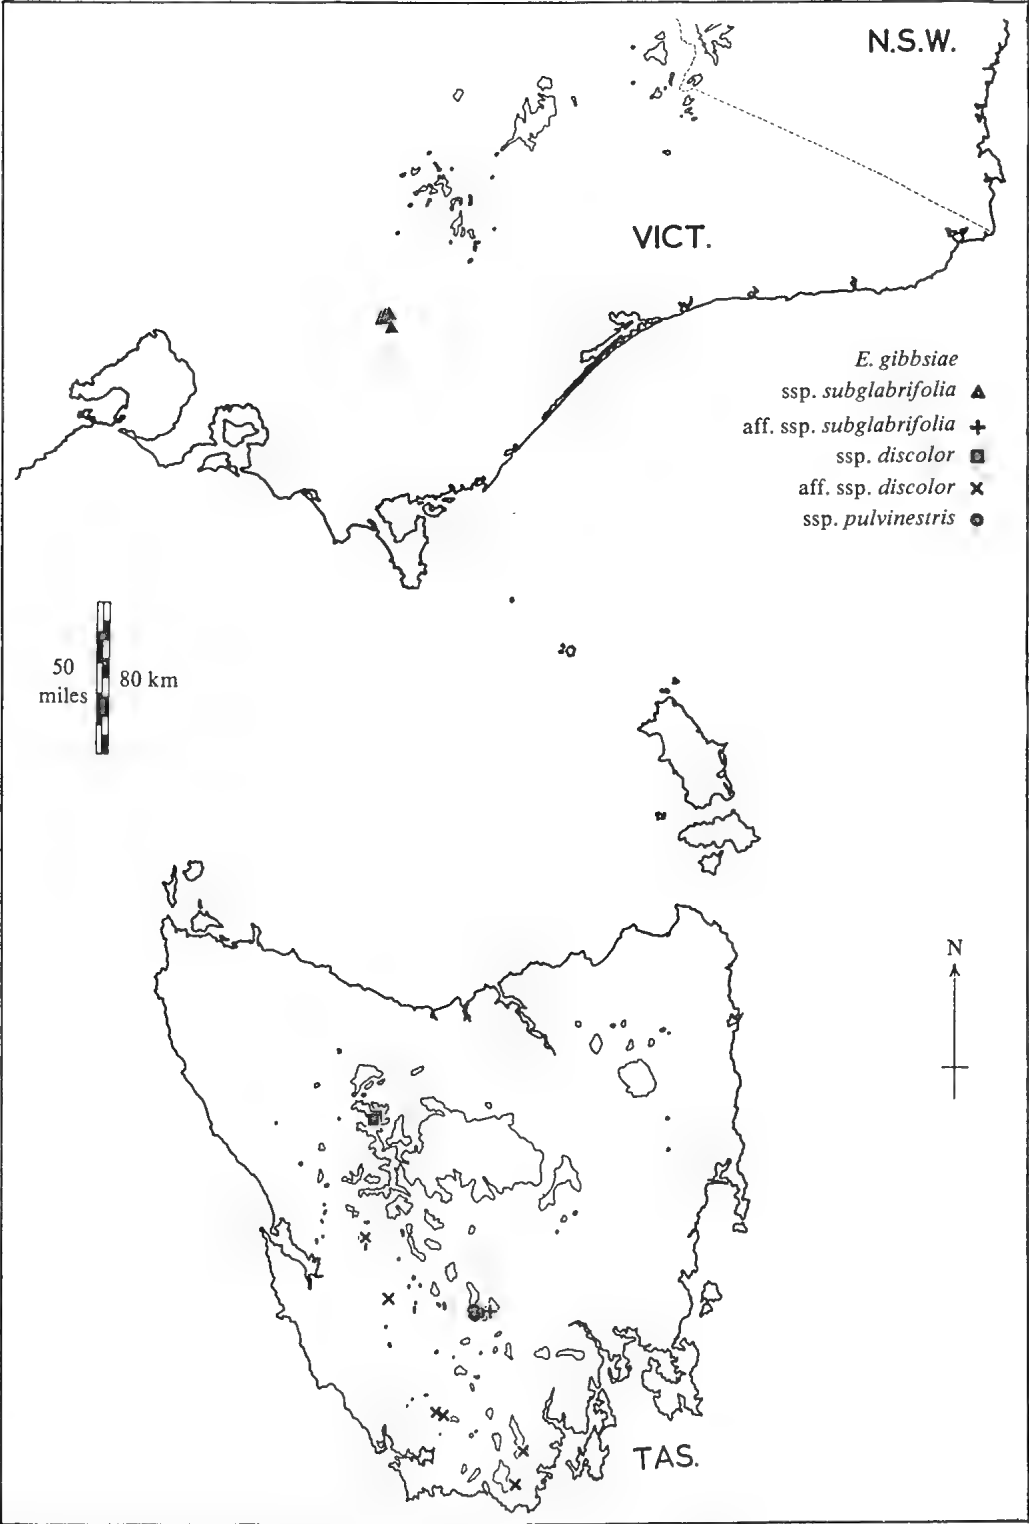 N.S.W.
VICT.
E. gibbsiae
ssp. subglabrifolia ▲
aff. ssp. subglabrifolia +
ssp. discolor ■
aff. ssp. discolor ×
ssp. pulvinestris ●
50
miles
80 km
N
TAS.